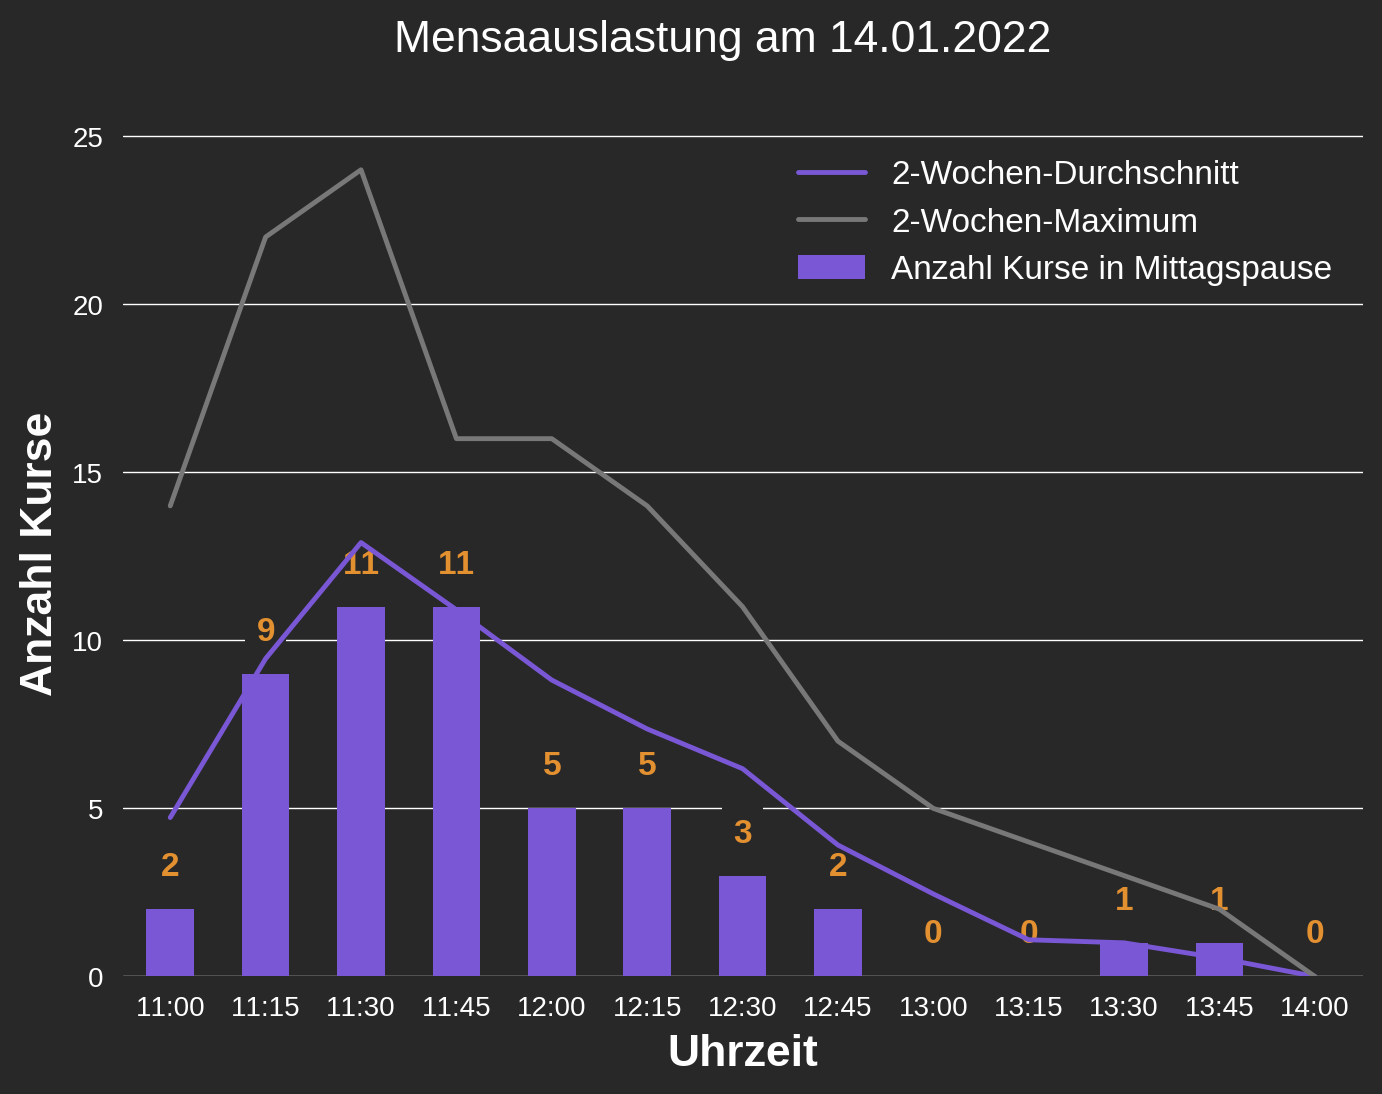 Mensaauslastung am 14.01.2022
2-Wochen-Durchschnitt
2-Wochen-Maximum
Anzahl Kurse in Mittagspause
Anzahl Kurse
25
20
15
10
5
0
2
9
11
11
5
5
3
2
0
0
1
1
0
11:00 11:15 11:30 11:45 12:00 12:15 12:30 12:45 13:00 13:15 13:30 13:45 14:00
Uhrzeit